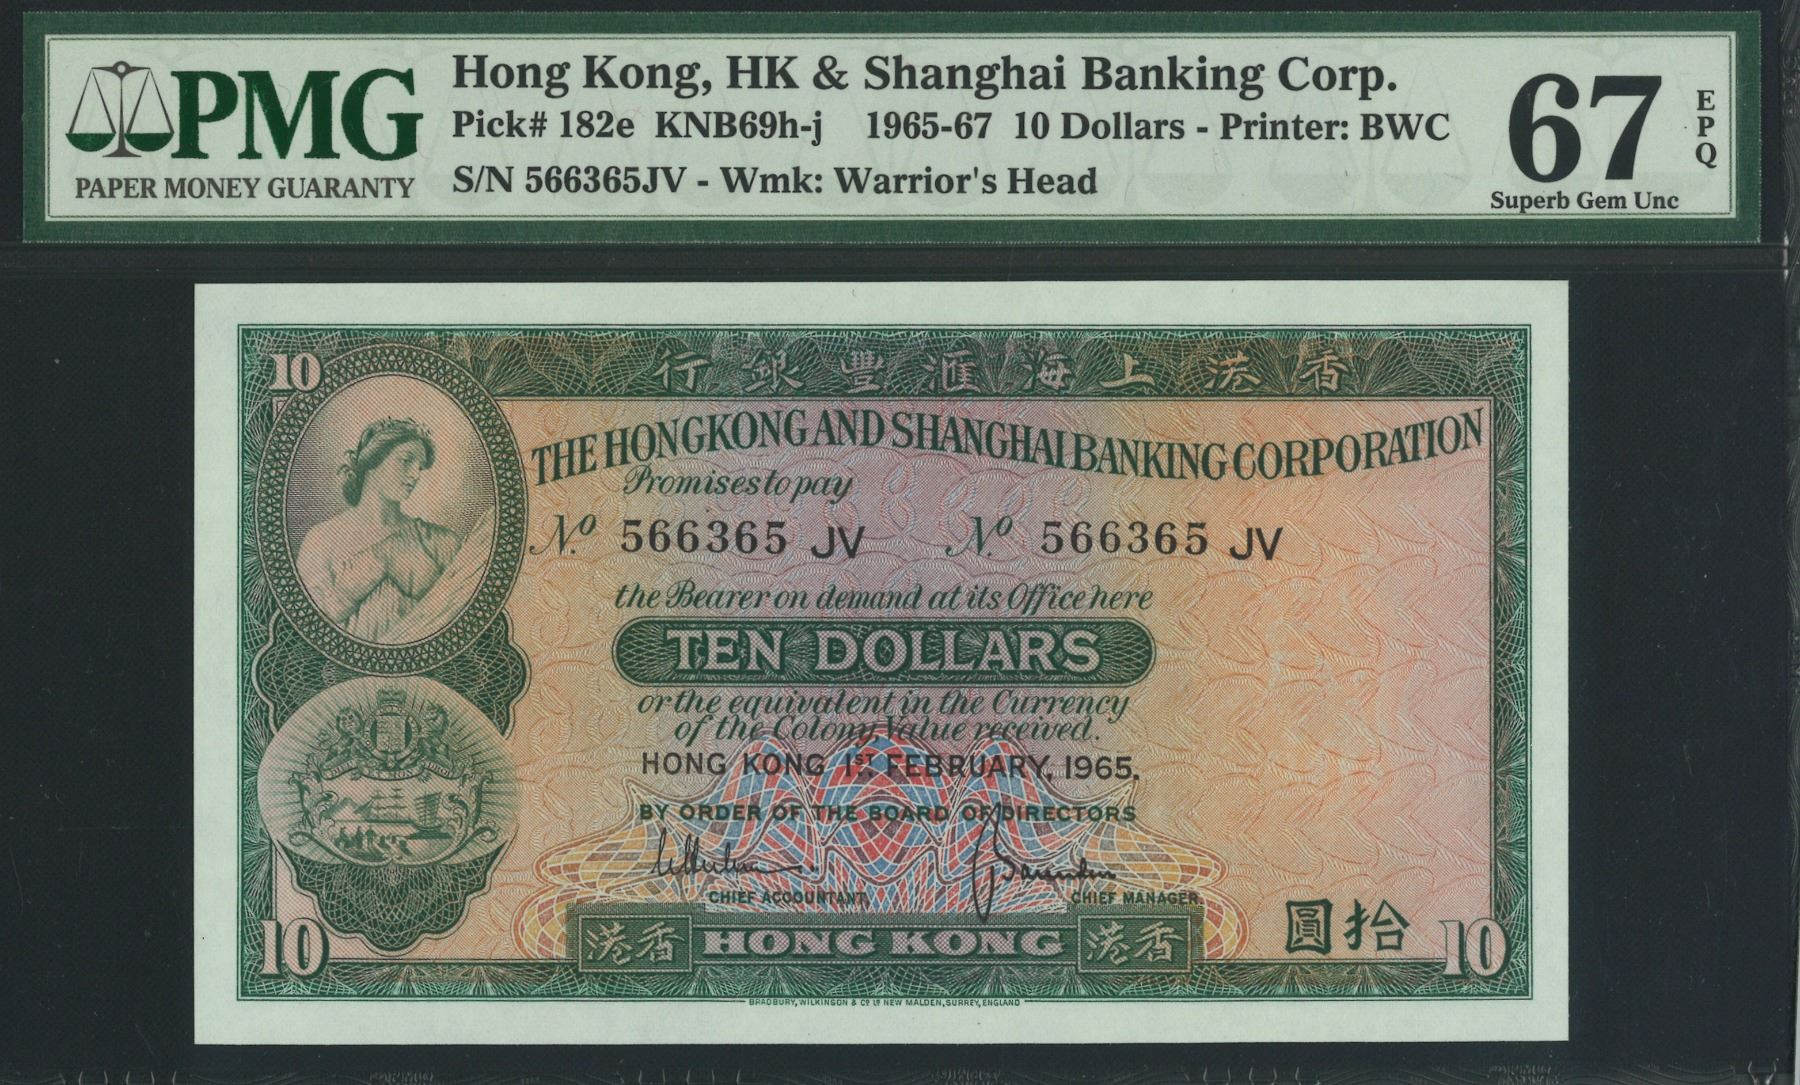 PMG
PAPER MONEY GUARANTY
Hong Kong, HK & Shanghai Banking Corp.
Pick# 182e KNB69h-j 1965-67 10 Dollars - Printer: BWC
S/N 566365JV - Wmk: Warrior's Head
67
EPQ
Superb Gem Unc
10
行銀豐滙海上港香
THE HONGKONG AND SHANGHAI BANKING CORPORATION
Promises to pay
No. 566365 JV No. 566365 JV
the Bearer on demand at its Office here
TEN DOLLARS
or the equivalent in the Currency
of the Colony, Value received.
HONG KONG 1ST FEBRUARY, 1965.
BY ORDER OF THE BOARD OF DIRECTORS
CHIEF ACCOUNTANT. CHIEF MANAGER.
10 港香 HONG KONG 港香 圓拾 10
BRADBURY, WILKINSON & Co. Ld. NEW MALDEN, SURREY, ENGLAND